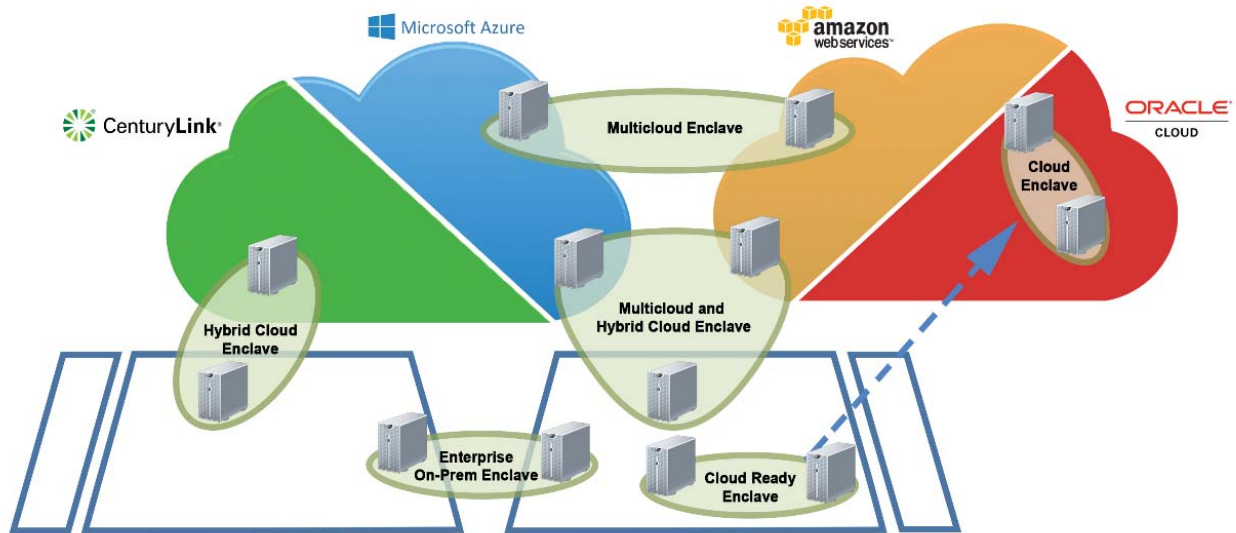 Microsoft Azure
amazon
web services™
CenturyLink®
ORACLE
CLOUD
Multicloud Enclave
Cloud
Enclave
Hybrid Cloud
Enclave
Multicloud and
Hybrid Cloud Enclave
Enterprise
On-Prem Enclave
Cloud Ready
Enclave